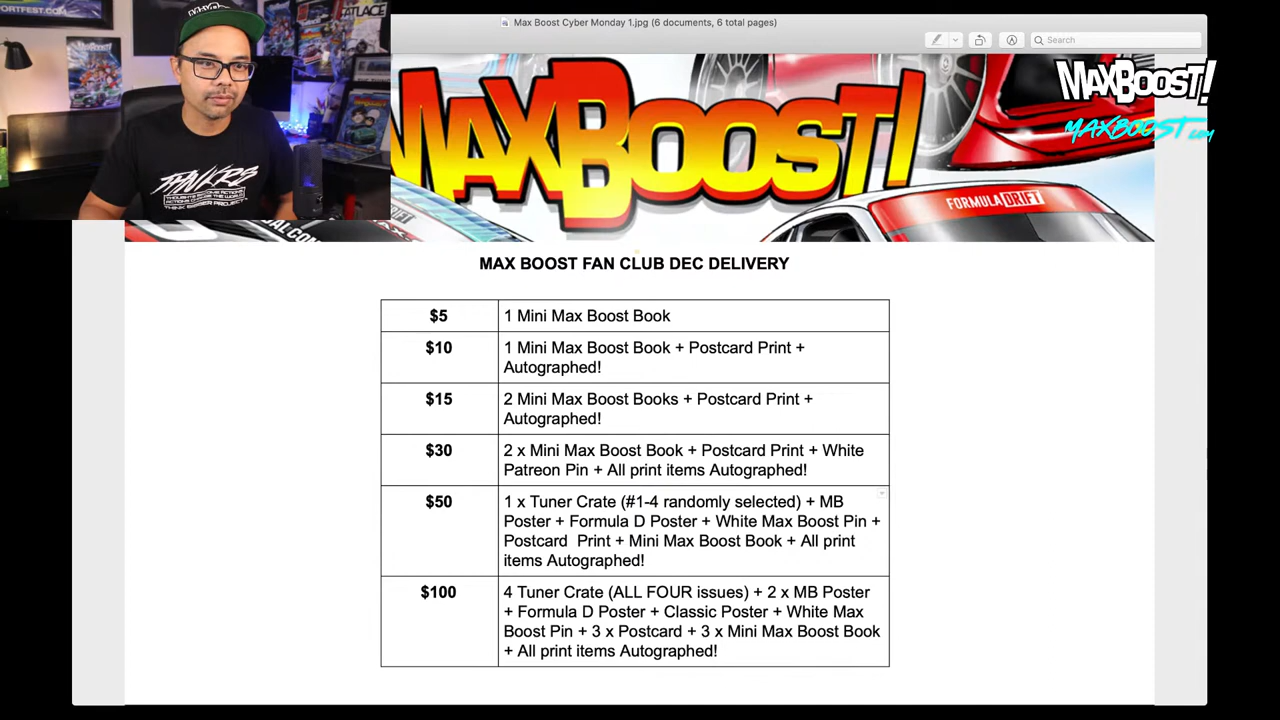 Max Boost Cyber Monday 1.jpg (6 documents, 6 total pages)
Search
MAXBOOST!
MAXBOOST.com
MAXBOOST!
FORMULA DRIFT
MAX BOOST FAN CLUB DEC DELIVERY
$5 1 Mini Max Boost Book
$10 1 Mini Max Boost Book + Postcard Print +
Autographed!
$15 2 Mini Max Boost Books + Postcard Print +
Autographed!
$30 2 x Mini Max Boost Book + Postcard Print + White
Patreon Pin + All print items Autographed!
$50 1 x Tuner Crate (#1-4 randomly selected) + MB
Poster + Formula D Poster + White Max Boost Pin +
Postcard Print + Mini Max Boost Book + All print
items Autographed!
$100 4 Tuner Crate (ALL FOUR issues) + 2 x MB Poster
+ Formula D Poster + Classic Poster + White Max
Boost Pin + 3 x Postcard + 3 x Mini Max Boost Book
+ All print items Autographed!